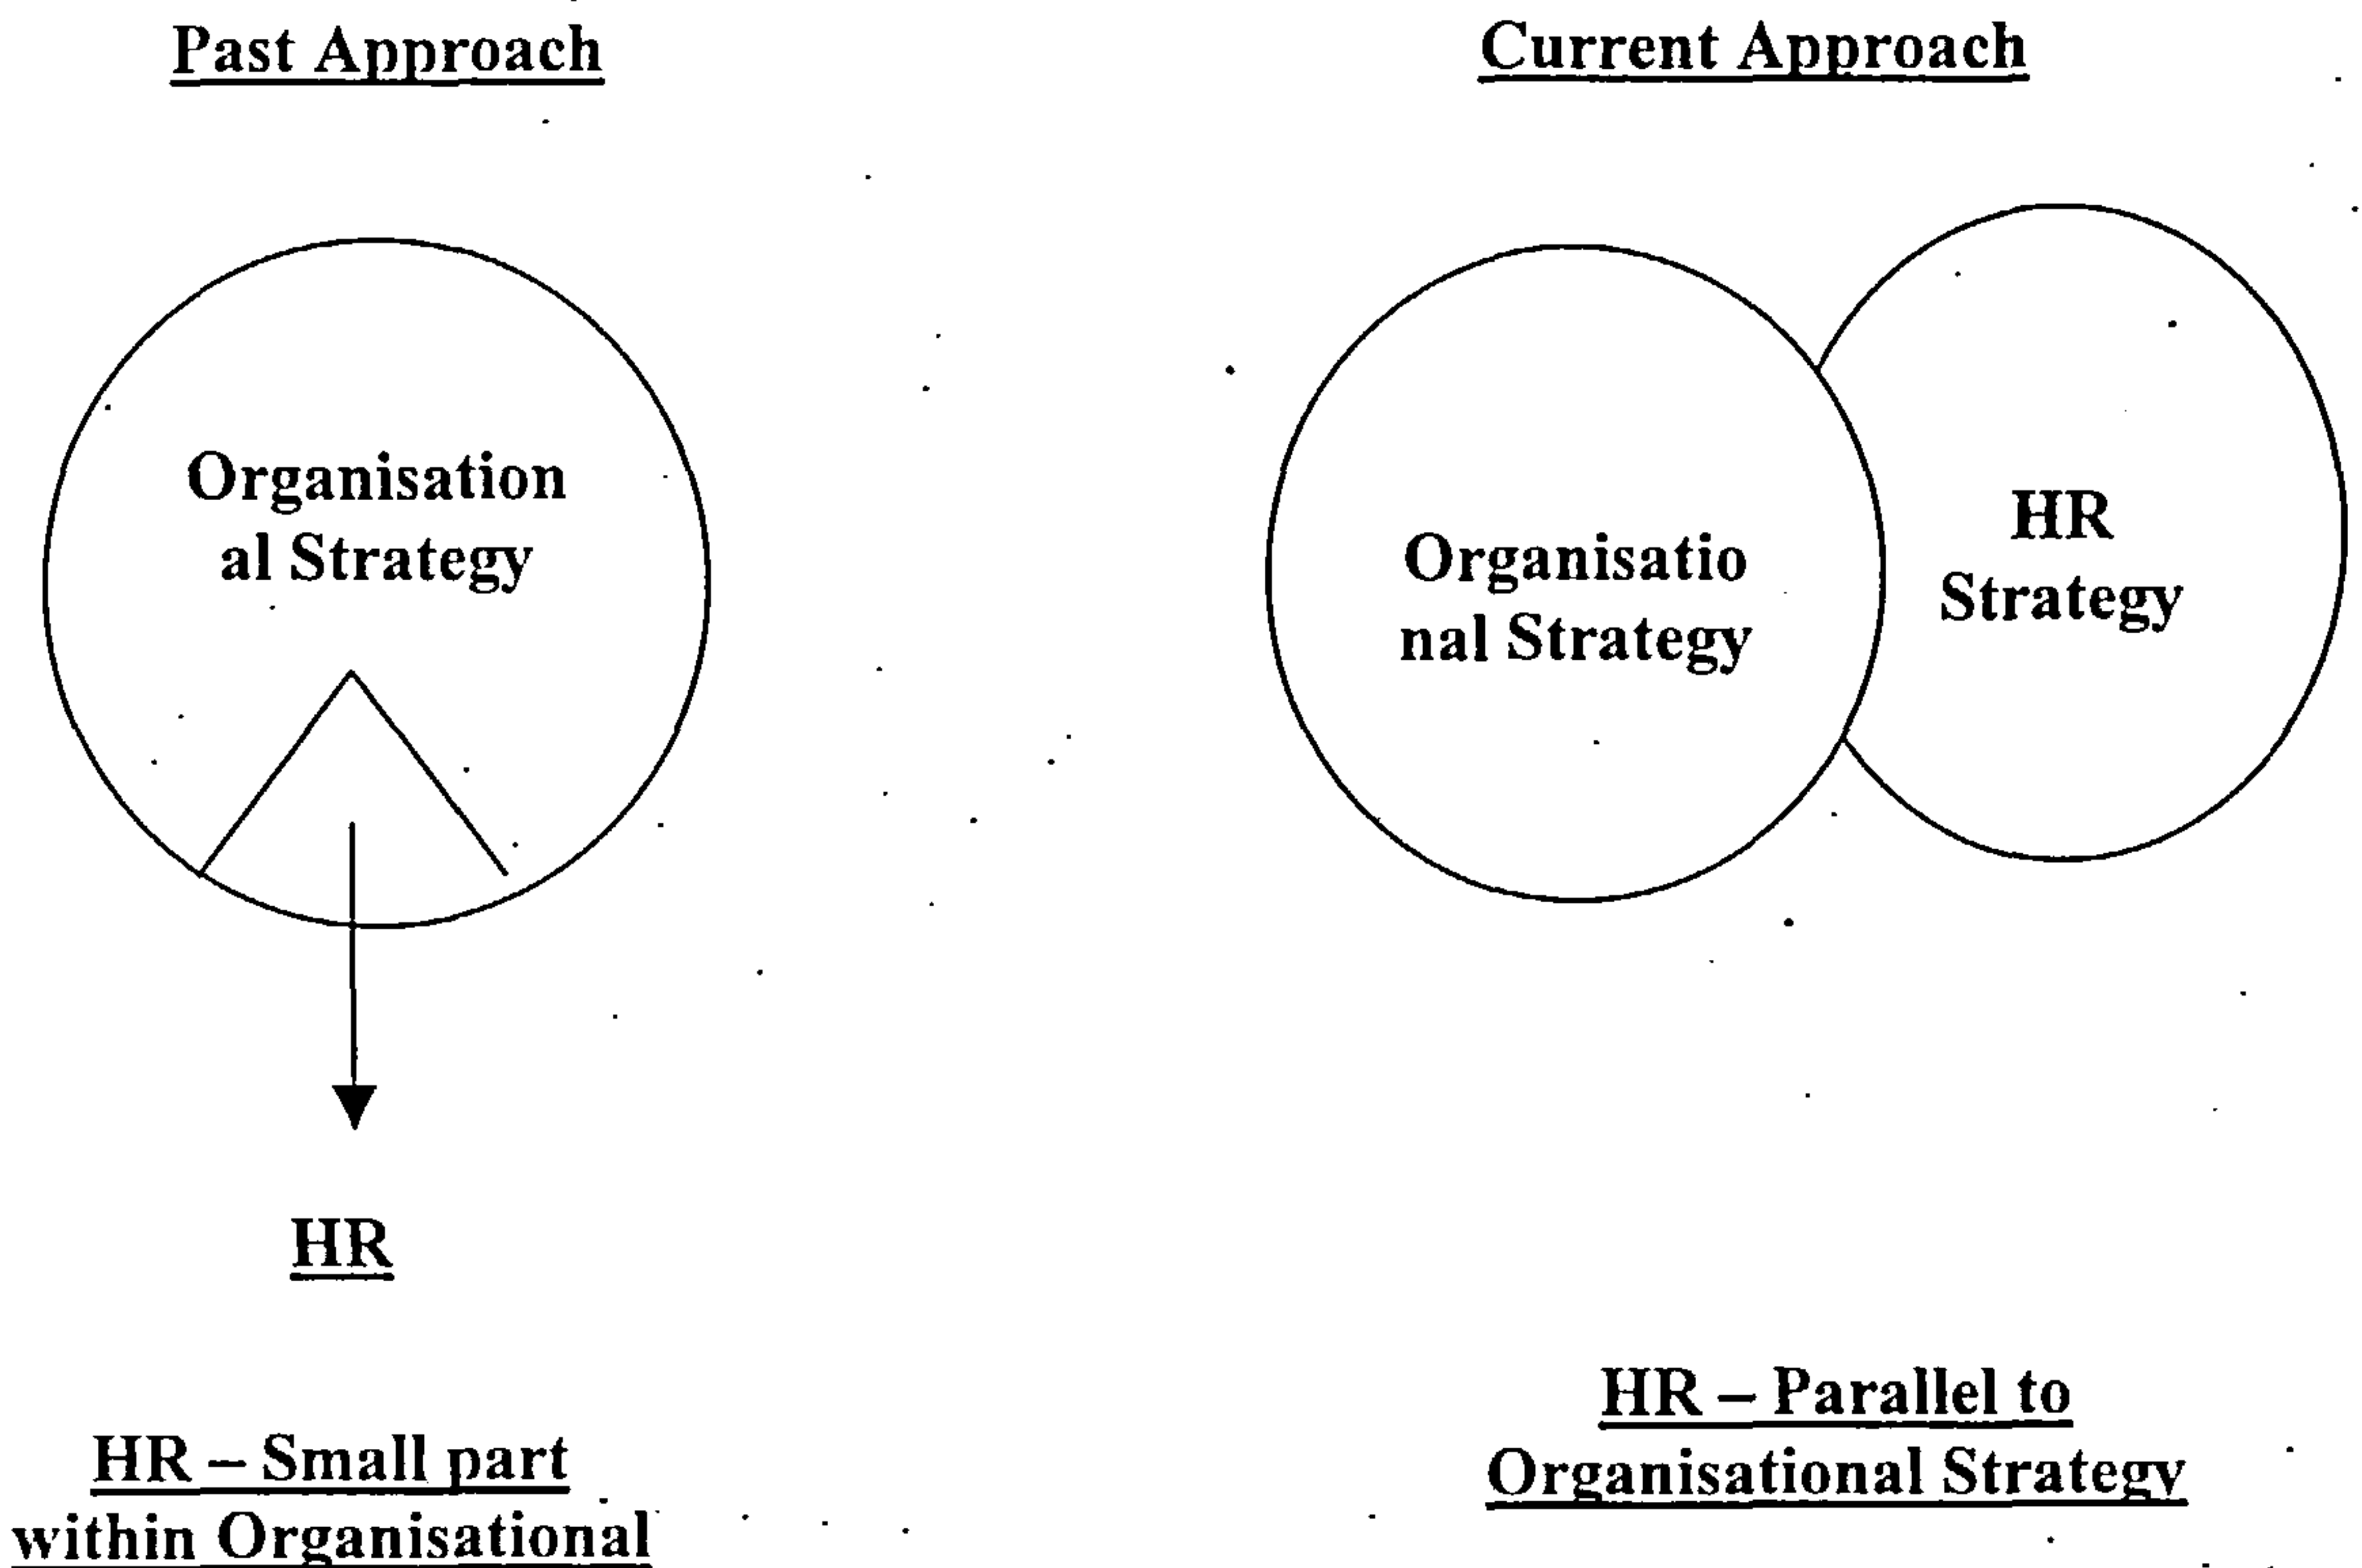 Past Approach
Organisation
al Strategy
HR
HR – Small part
within Organisational
Current Approach
Organisatio
nal Strategy
HR
Strategy
HR – Parallel to
Organisational Strategy